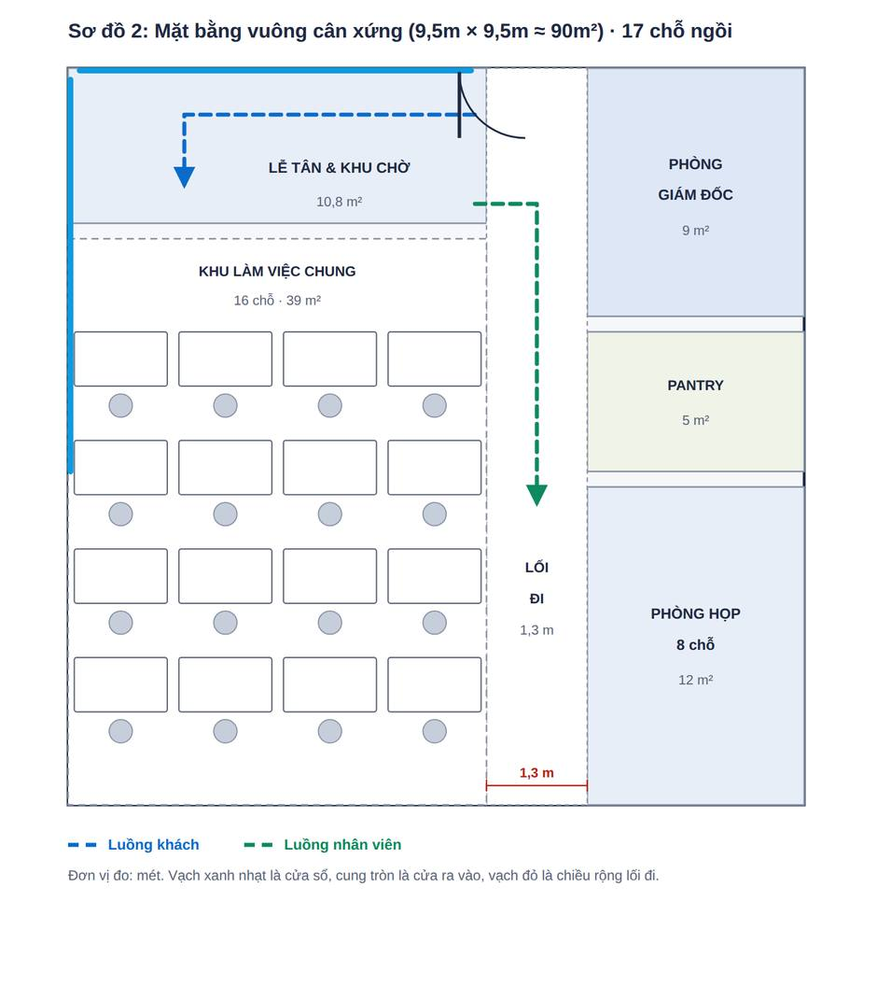 Sơ đồ 2: Mặt bằng vuông cân xứng (9,5m × 9,5m ≈ 90m²) · 17 chỗ ngồi
LỄ TÂN & KHU CHỜ
10,8 m²
PHÒNG
GIÁM ĐỐC
9 m²
KHU LÀM VIỆC CHUNG
16 chỗ · 39 m²
PANTRY
5 m²
LỐI
ĐI
1,3 m
PHÒNG HỌP
8 chỗ
12 m²
1,3 m
Luồng khách
Luồng nhân viên
Đơn vị đo: mét. Vạch xanh nhạt là cửa sổ, cung tròn là cửa ra vào, vạch đỏ là chiều rộng lối đi.